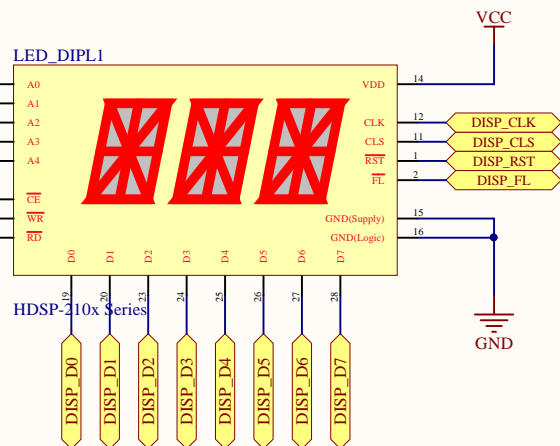 VCC
LED_DIPL1
A0
VDD
14
A1
A2
CLK
12
DISP_CLK
A3
CLS
11
DISP_CLS
A4
RST
1
DISP_RST
FL
2
DISP_FL
CE
WR
GND(Supply)
15
RD
GND(Logic)
16
D0
D1
D2
D3
D4
D5
D6
D7
19
20
23
24
25
26
27
28
HDSP-210x Series
GND
DISP_D0
DISP_D1
DISP_D2
DISP_D3
DISP_D4
DISP_D5
DISP_D6
DISP_D7